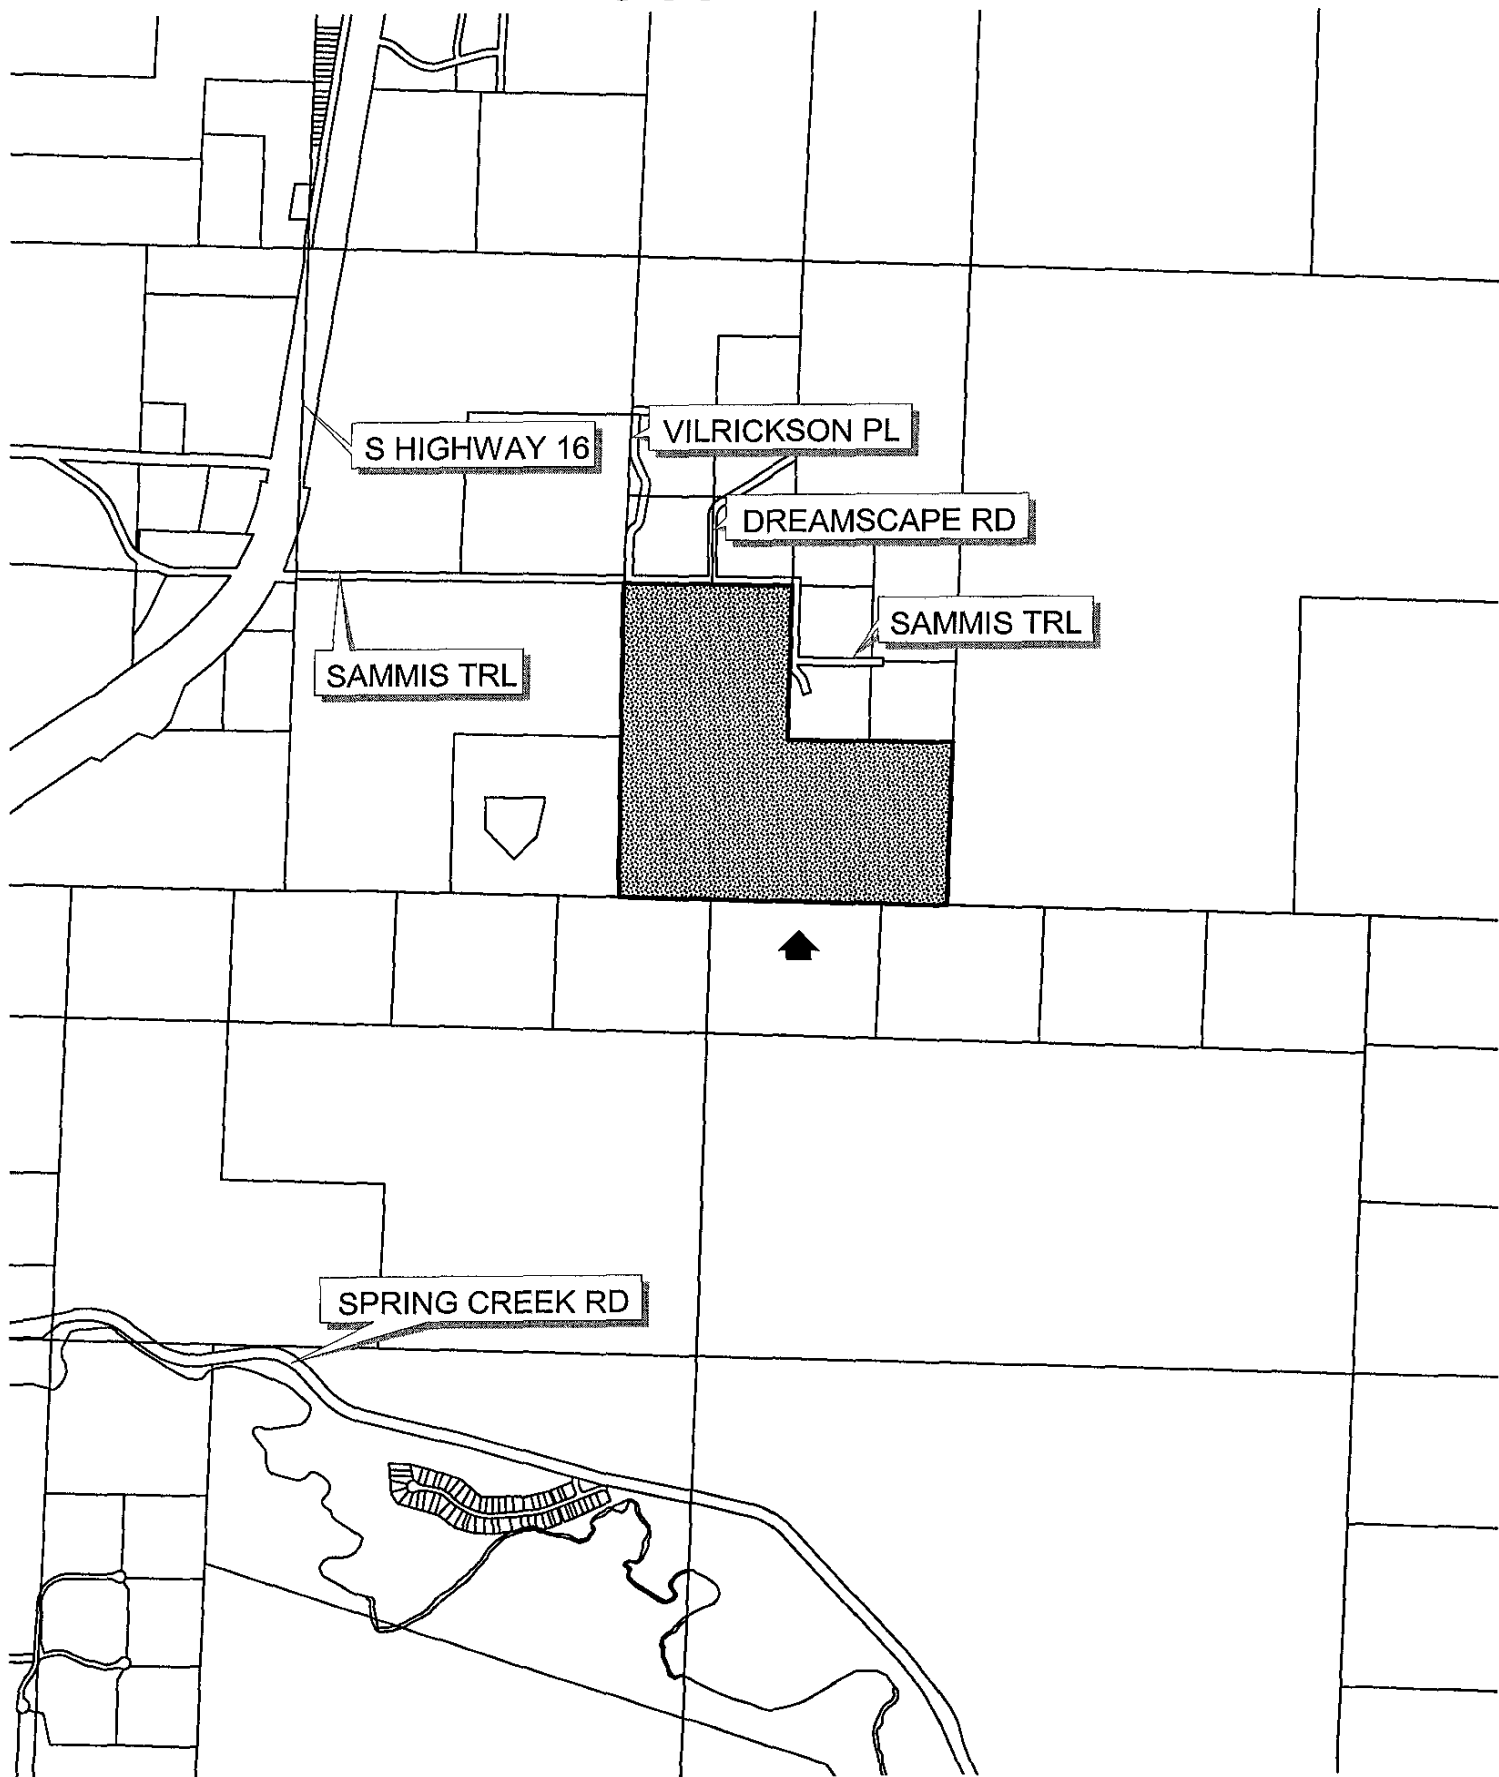 S HIGHWAY 16
VILRICKSON PL
DREAMSCAPE RD
SAMMIS TRL
SAMMIS TRL
SPRING CREEK RD